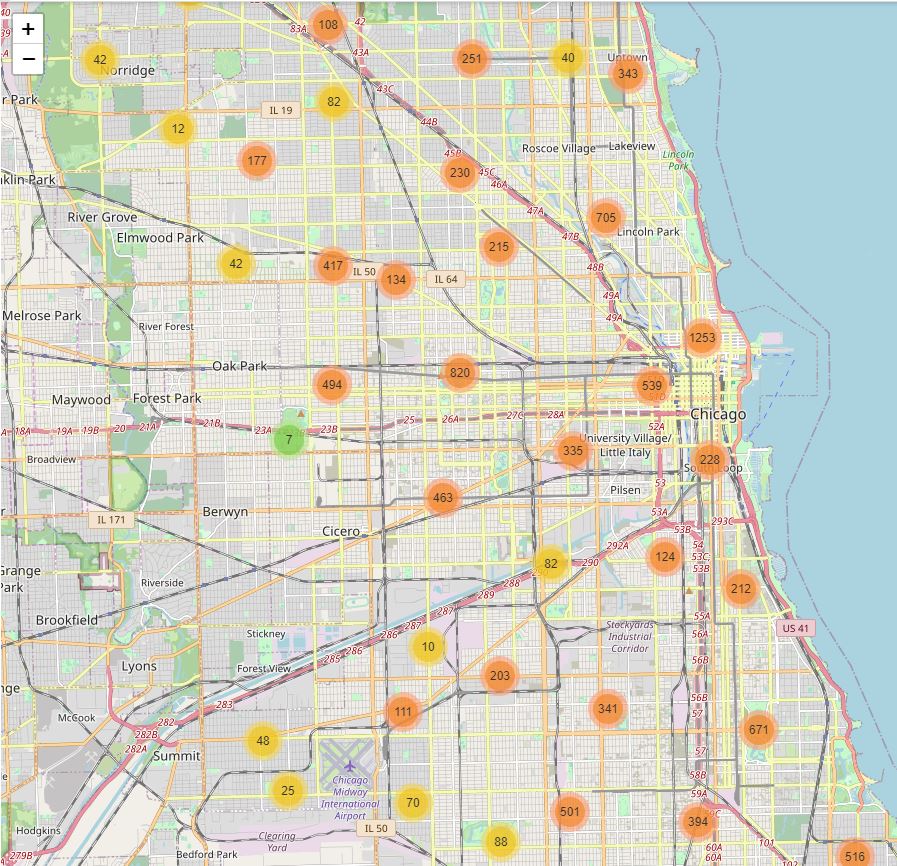 40
42
108
83A
+
39
43A
251
40
Uptown
−
42
Norridge
343
43C
r Park
82
IL 19
44B
12
Roscoe Village
Lakeview
45B
Lincoln
Park
177
230
45C
46A
nklin Park
47A
River Grove
705
Elmwood Park
47B
Lincoln Park
215
42
417
IL 50
134
IL 64
48B
49A
Melrose Park
River Forest
49A
1253
Oak Park
820
494
539
51D
Maywood
Forest Park
Chicago
18A
19A
19B
20
21A
21B
23A
23B
25
26A
27C
28A
52A
7
University Village/
Little Italy
335
Broadview
228
South Loop
53
Pilsen
463
IL 171
Berwyn
53A
293C
Cicero
53B
292A
54
124
53C
53B
82
290
Grange
Park
Riverside
288
212
289
Brookfield
287
55A
US 41
Stickney
287
286
Stockyards
Industrial
Corridor
56A
10
286
285
56B
Lyons
Forest View
203
nge
283
56B
111
341
57
McGook
282
671
282B
48
282A
57
Summit
58B
Chicago
Midway
International
Airport
25
59A
70
501
394
Hodgkins
IL 50
Clearing
Yard
88
101
60A
279B
Bedford Park
60A
516
102